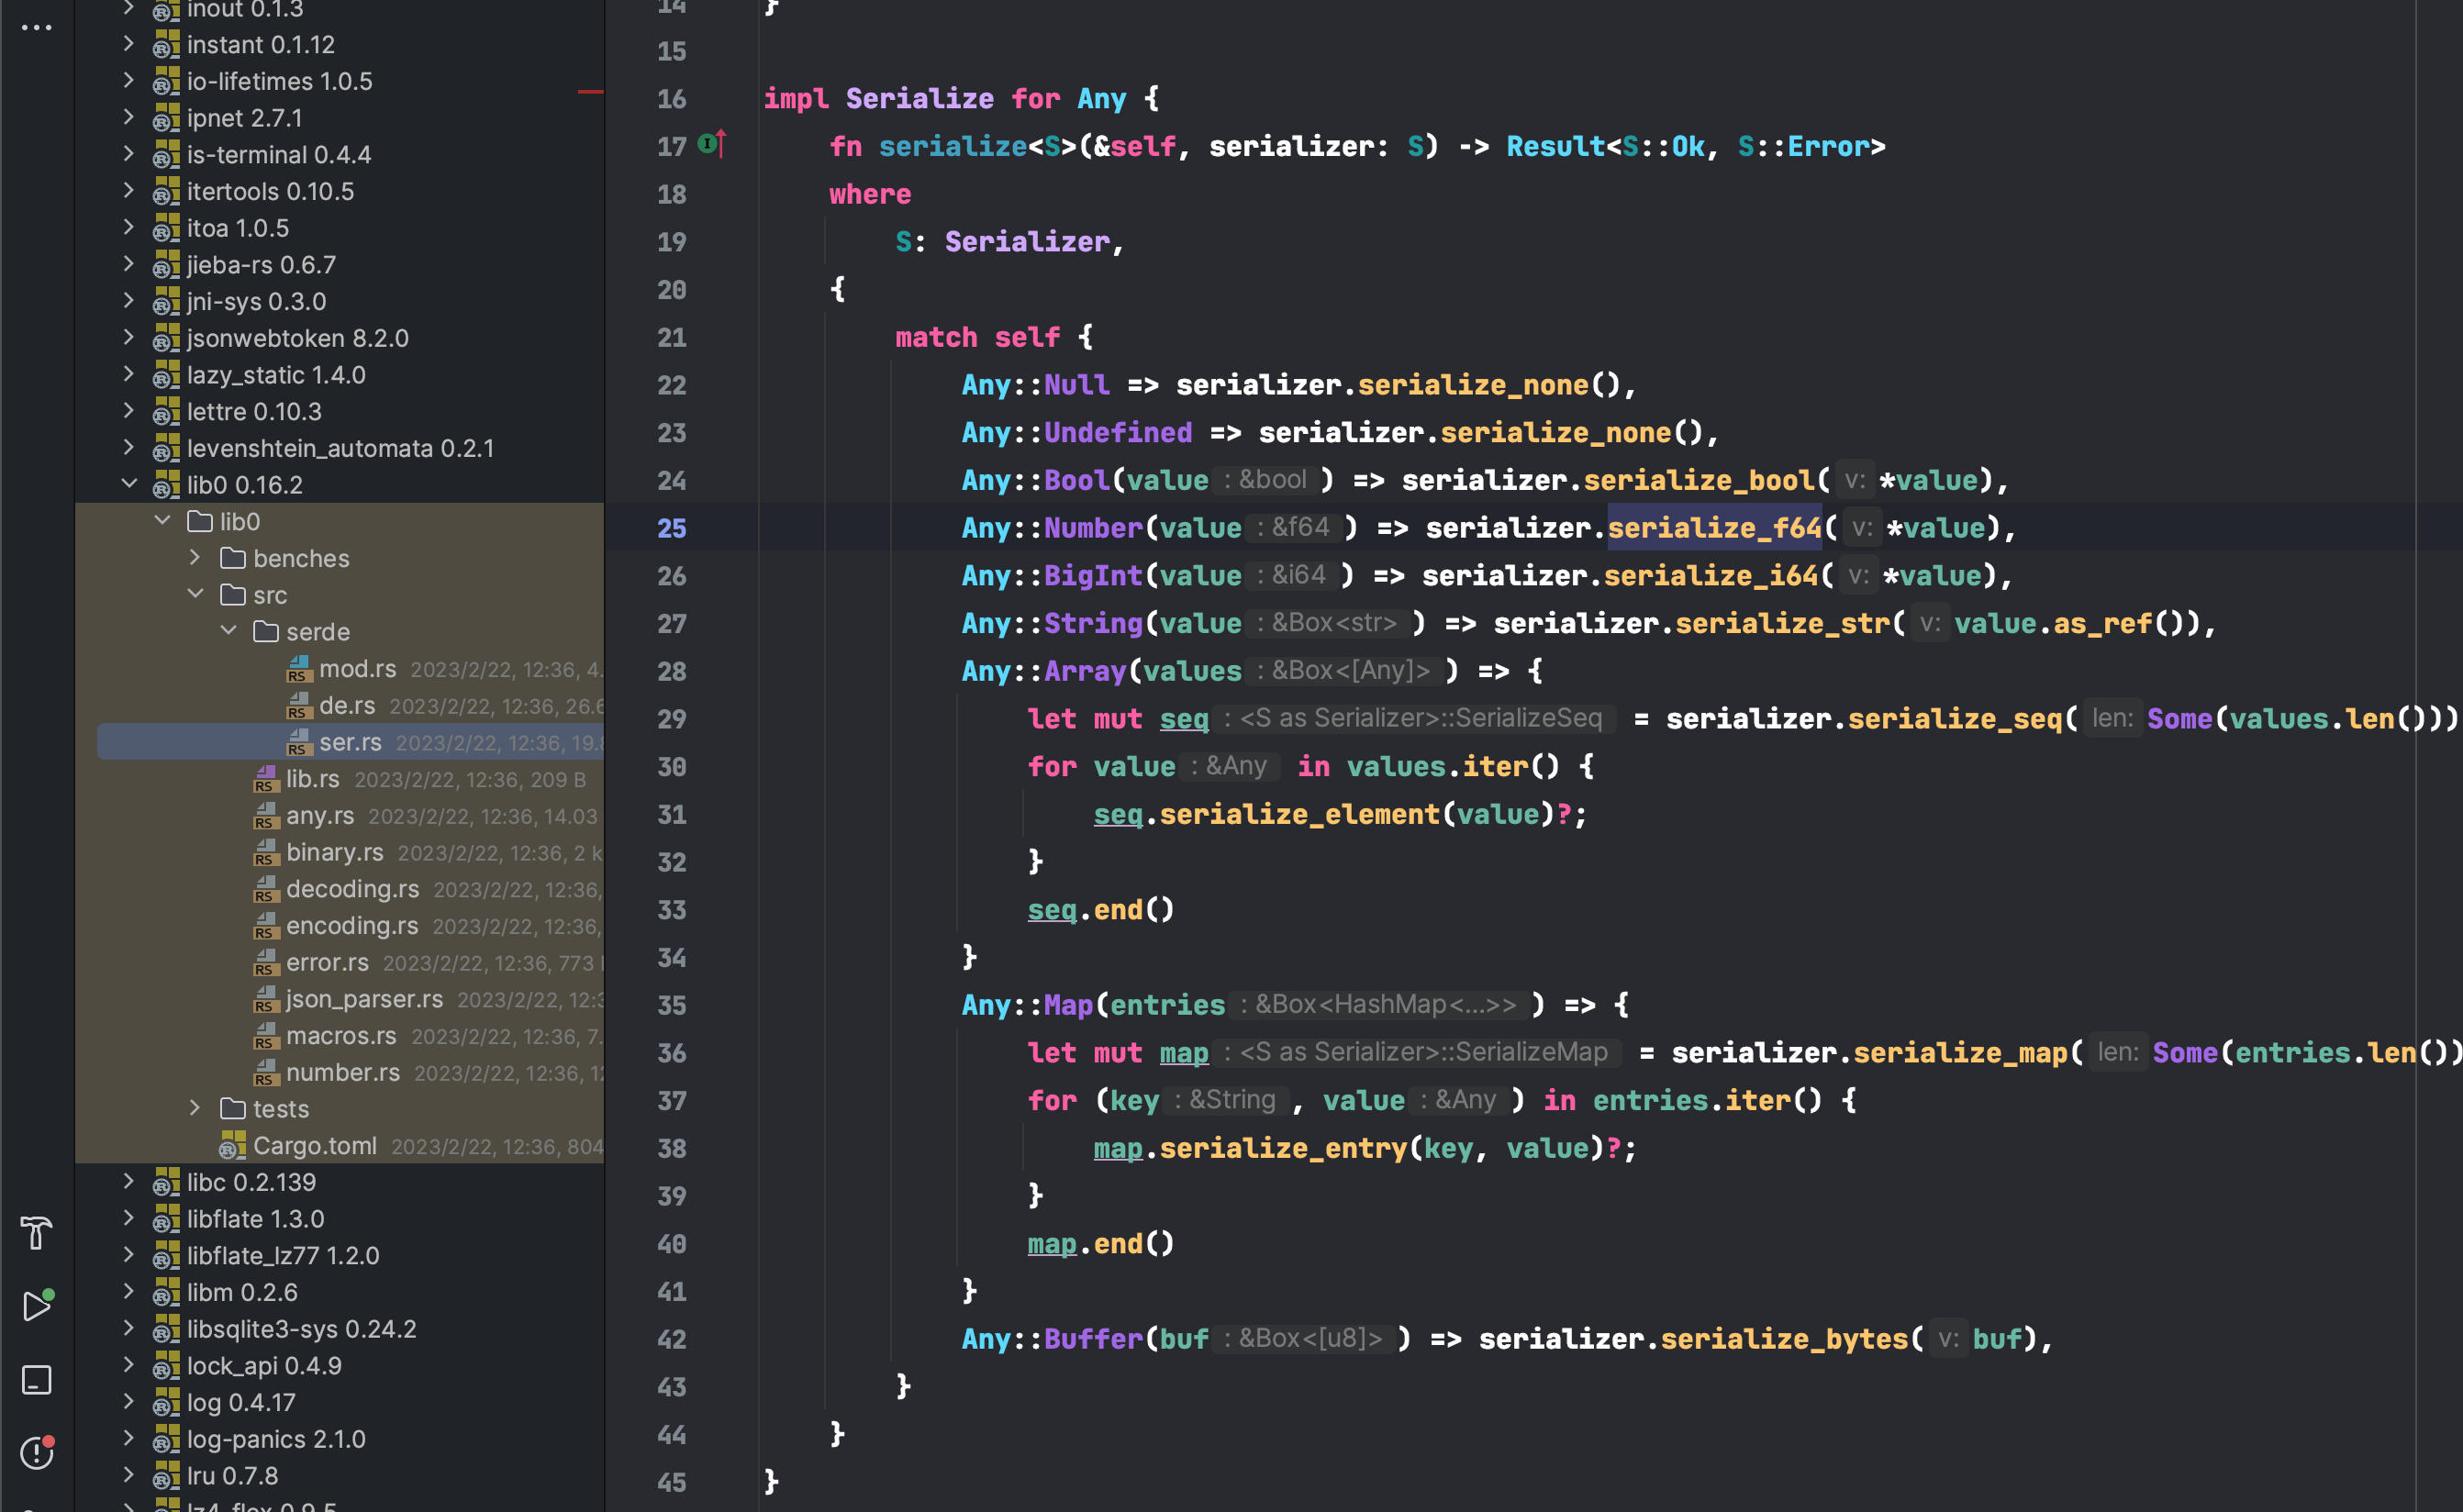 inout 0.1.3
instant 0.1.12
io-lifetimes 1.0.5
ipnet 2.7.1
is-terminal 0.4.4
itertools 0.10.5
itoa 1.0.5
jieba-rs 0.6.7
jni-sys 0.3.0
jsonwebtoken 8.2.0
lazy_static 1.4.0
lettre 0.10.3
levenshtein_automata 0.2.1
lib0 0.16.2
lib0
benches
src
serde
mod.rs 2023/2/22, 12:36, 4.
de.rs 2023/2/22, 12:36, 26.6
ser.rs 2023/2/22, 12:36, 19.8
lib.rs 2023/2/22, 12:36, 209 B
any.rs 2023/2/22, 12:36, 14.03
binary.rs 2023/2/22, 12:36, 2 k
decoding.rs 2023/2/22, 12:36,
encoding.rs 2023/2/22, 12:36,
error.rs 2023/2/22, 12:36, 773
json_parser.rs 2023/2/22, 12:3
macros.rs 2023/2/22, 12:36, 7.
number.rs 2023/2/22, 12:36, 12
tests
Cargo.toml 2023/2/22, 12:36, 804
libc 0.2.139
libflate 1.3.0
libflate_lz77 1.2.0
libm 0.2.6
libsqlite3-sys 0.24.2
lock_api 0.4.9
log 0.4.17
log-panics 2.1.0
lru 0.7.8
lz4_flex 0.9.5
14 }
15
16 impl Serialize for Any {
17 fn serialize<S>(&self, serializer: S) -> Result<S::Ok, S::Error>
18 where
19 S: Serializer,
20 {
21 match self {
22 Any::Null => serializer.serialize_none(),
23 Any::Undefined => serializer.serialize_none(),
24 Any::Bool(value : &bool ) => serializer.serialize_bool( v: *value),
25 Any::Number(value : &f64 ) => serializer.serialize_f64( v: *value),
26 Any::BigInt(value : &i64 ) => serializer.serialize_i64( v: *value),
27 Any::String(value : &Box<str> ) => serializer.serialize_str( v: value.as_ref()),
28 Any::Array(values : &Box<[Any]> ) => {
29 let mut seq : <S as Serializer>::SerializeSeq = serializer.serialize_seq( len: Some(values.len()))
30 for value : &Any in values.iter() {
31 seq.serialize_element(value)?;
32 }
33 seq.end()
34 }
35 Any::Map(entries : &Box<HashMap<...>> ) => {
36 let mut map : <S as Serializer>::SerializeMap = serializer.serialize_map( len: Some(entries.len())
37 for (key : &String , value : &Any ) in entries.iter() {
38 map.serialize_entry(key, value)?;
39 }
40 map.end()
41 }
42 Any::Buffer(buf : &Box<[u8]> ) => serializer.serialize_bytes( v: buf),
43 }
44 }
45 }